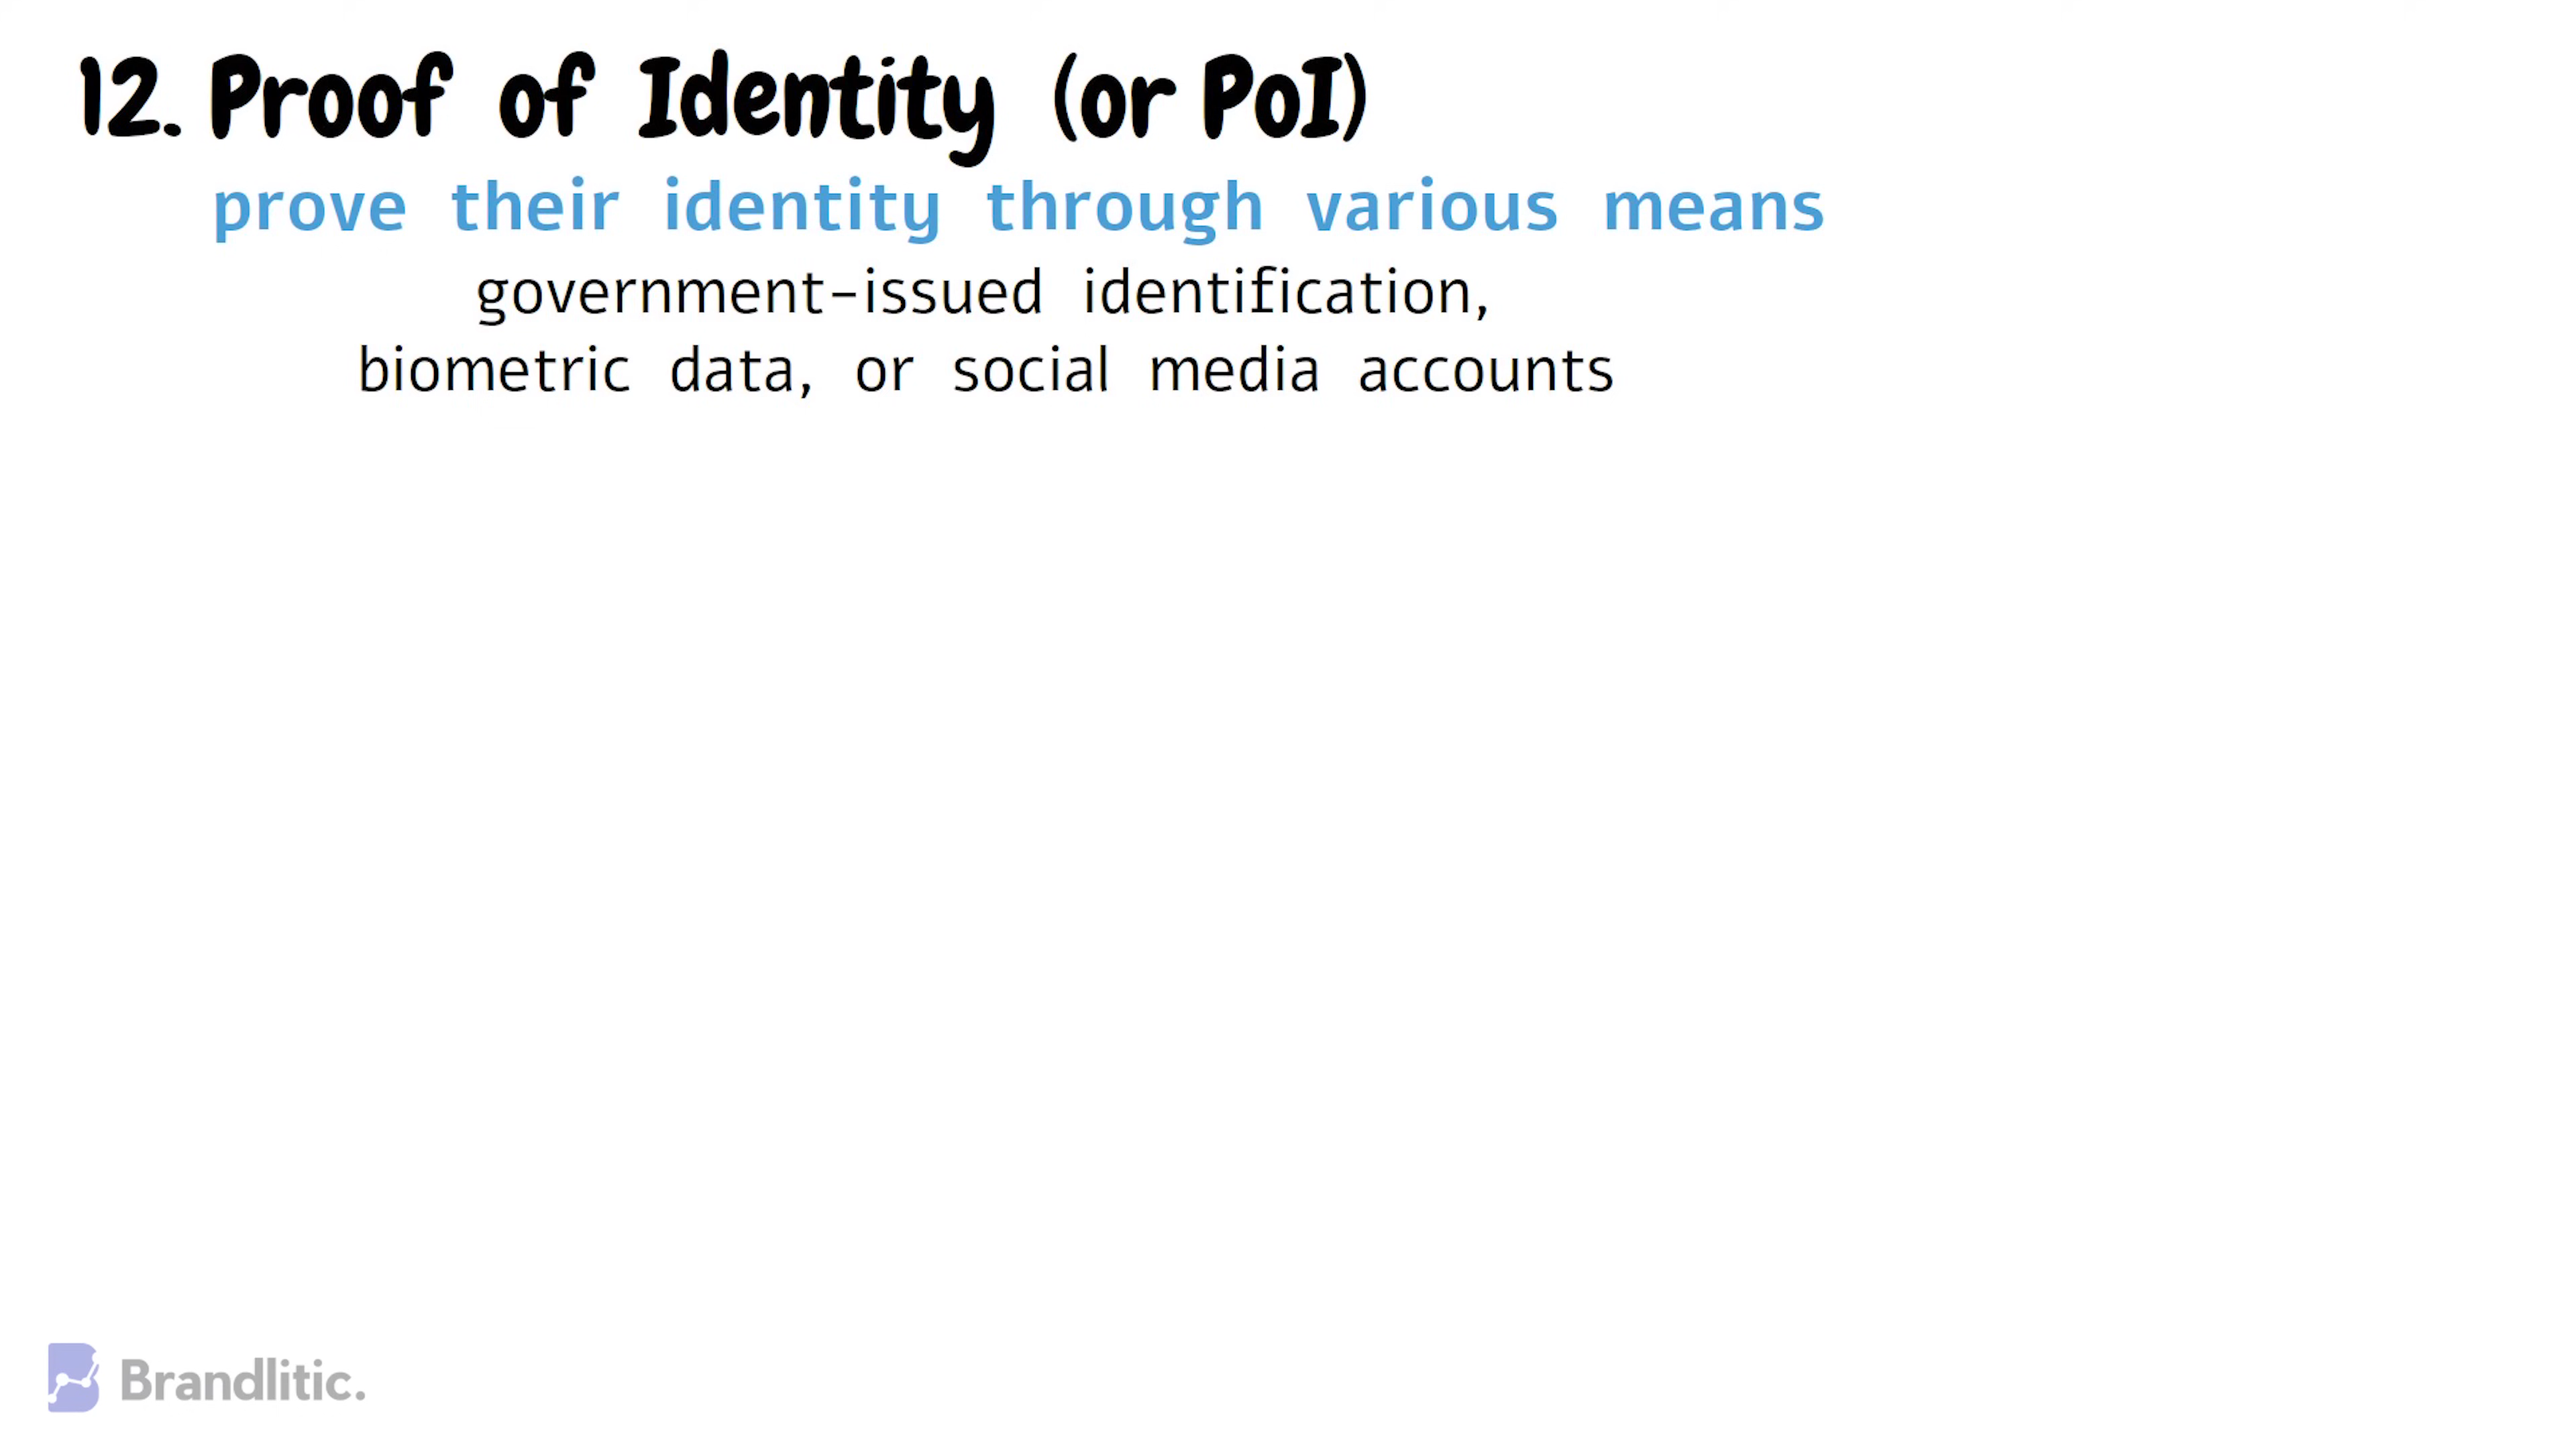 12. Proof of Identity (or PoI)
prove their identity through various means
government-issued identification,
biometric data, or social media accounts
Brandlitic.